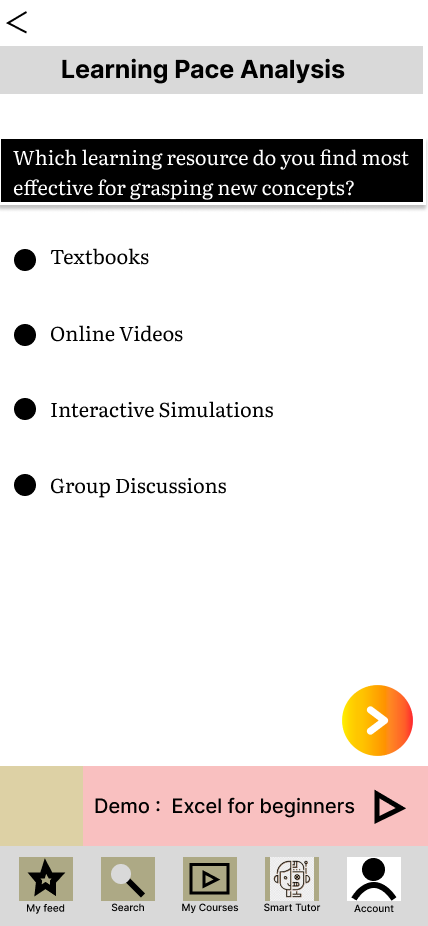 Learning Pace Analysis
Which learning resource do you find most
effective for grasping new concepts?
Textbooks
Online Videos
Interactive Simulations
Group Discussions
Demo : Excel for beginners
My feed
Search
My Courses
Smart Tutor
Account